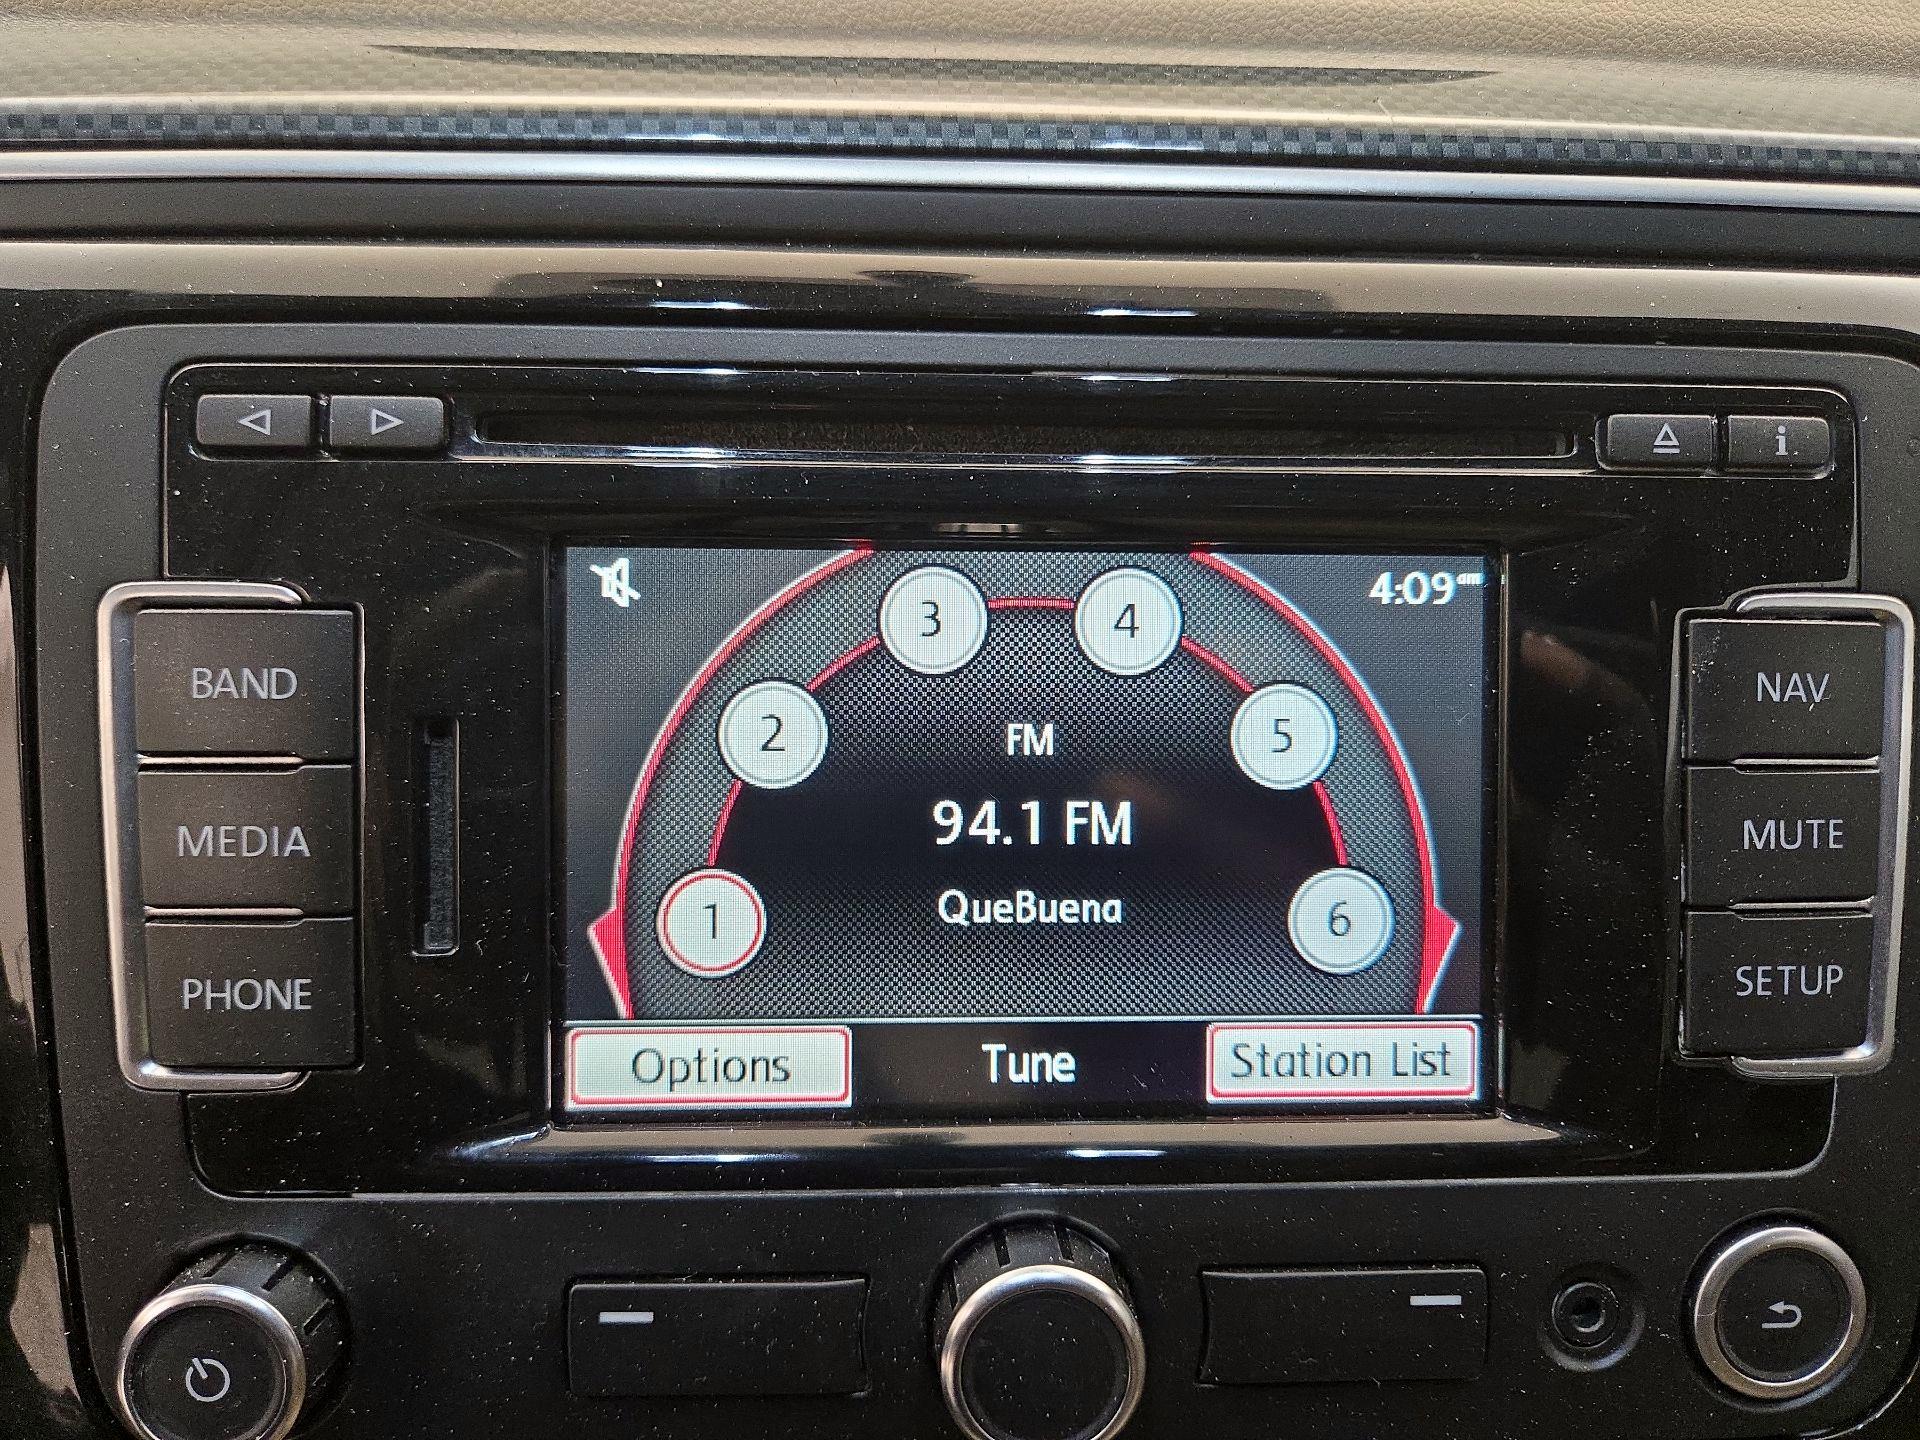 i
4:09am
3
4
BAND
2
5
NAV
FM
MEDIA
94.1 FM
MUTE
1
QueBuena
6
PHONE
SETUP
Options
Tune
Station List